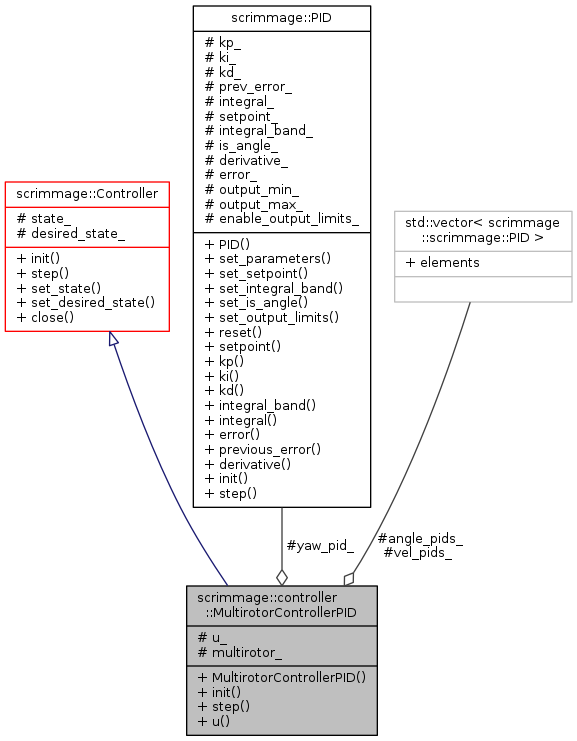 scrimmage::PID
# kp_
# ki_
# kd_
# prev_error_
# integral_
# setpoint_
# integral_band_
# is_angle_
# derivative_
# error_
# output_min_
# output_max_
# enable_output_limits_
+ PID()
+ set_parameters()
+ set_setpoint()
+ set_integral_band()
+ set_is_angle()
+ set_output_limits()
+ reset()
+ setpoint()
+ kp()
+ ki()
+ kd()
+ integral_band()
+ integral()
+ error()
+ previous_error()
+ derivative()
+ init()
+ step()
scrimmage::Controller
# state_
# desired_state_
+ init()
+ step()
+ set_state()
+ set_desired_state()
+ close()
std::vector< scrimmage
::scrimmage::PID >
+ elements
#yaw_pid_
#angle_pids_
#vel_pids_
scrimmage::controller
::MultirotorControllerPID
# u_
# multirotor_
+ MultirotorControllerPID()
+ init()
+ step()
+ u()